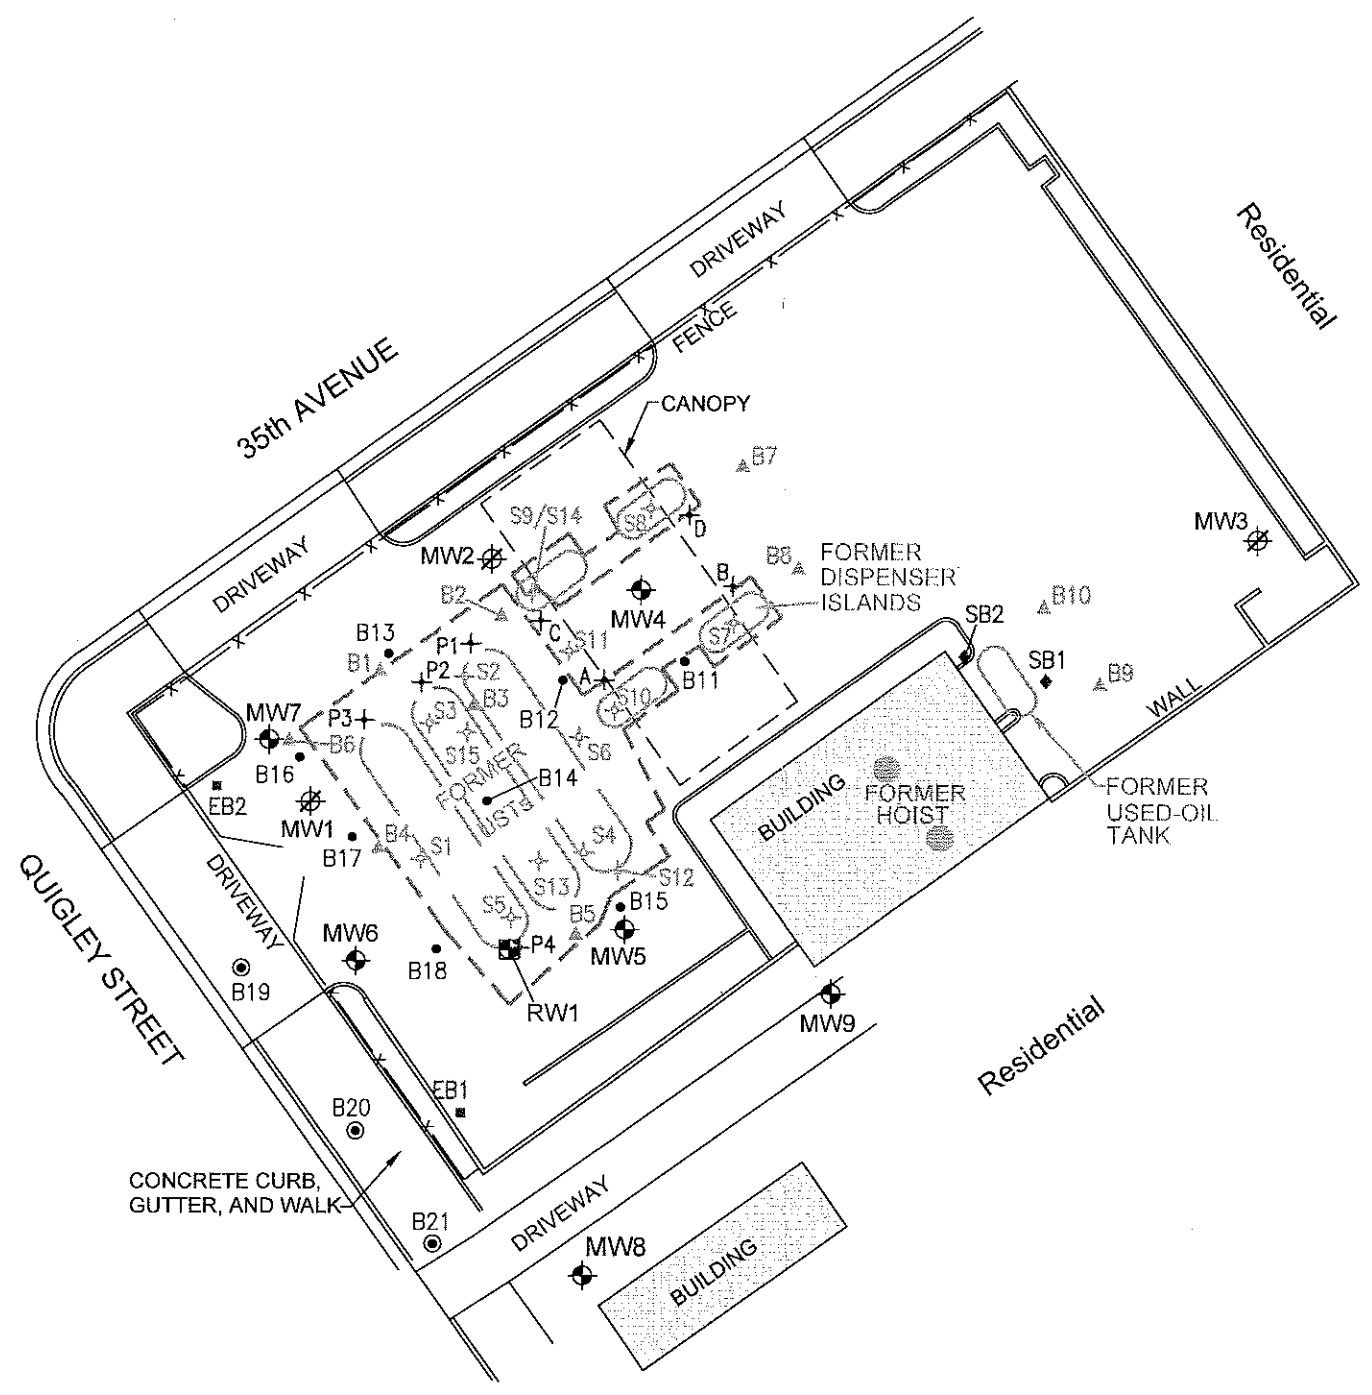 Residential
DRIVEWAY
FENCE
35th AVENUE
CANOPY
B7
S9/S14
S8
D
MW3
MW2
DRIVEWAY
B8
FORMER
DISPENSER
ISLANDS
B
B2
MW4
B10
C
SB2
B13
P1
S11
S7
B1
P2
S2
A
B11
SB1
B9
B3
S10
WALL
MW7
P3
S3
B12
B6
S15
S6
B16
FORMER
USTS
B14
EB2
MW1
BUILDING
FORMER
HOIST
FORMER
USED-OIL
TANK
B17
B4
S1
S4
QUIGLEY STREET
DRIVEWAY
S13
S12
S5
B5
B15
MW6
P4
MW5
B18
B19
RW1
MW9
Residential
EB1
B20
CONCRETE CURB,
GUTTER, AND WALK
B21
DRIVEWAY
MW8
BUILDING